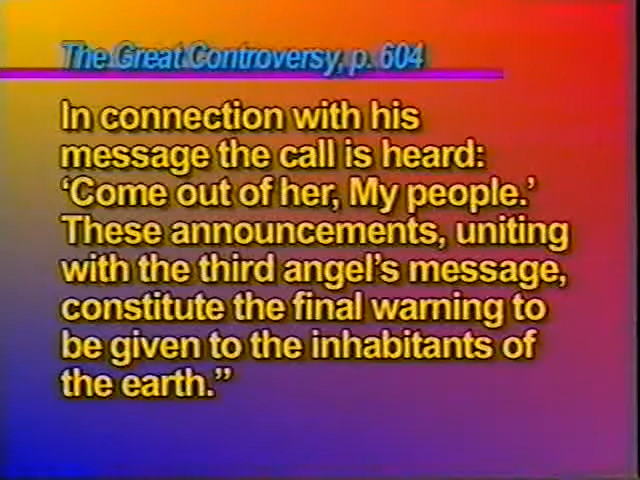 The Great Controversy, p. 604
In connection with his
message the call is heard:
‘Come out of her, My people.’
These announcements, uniting
with the third angel’s message,
constitute the final warning to
be given to the inhabitants of
the earth.”